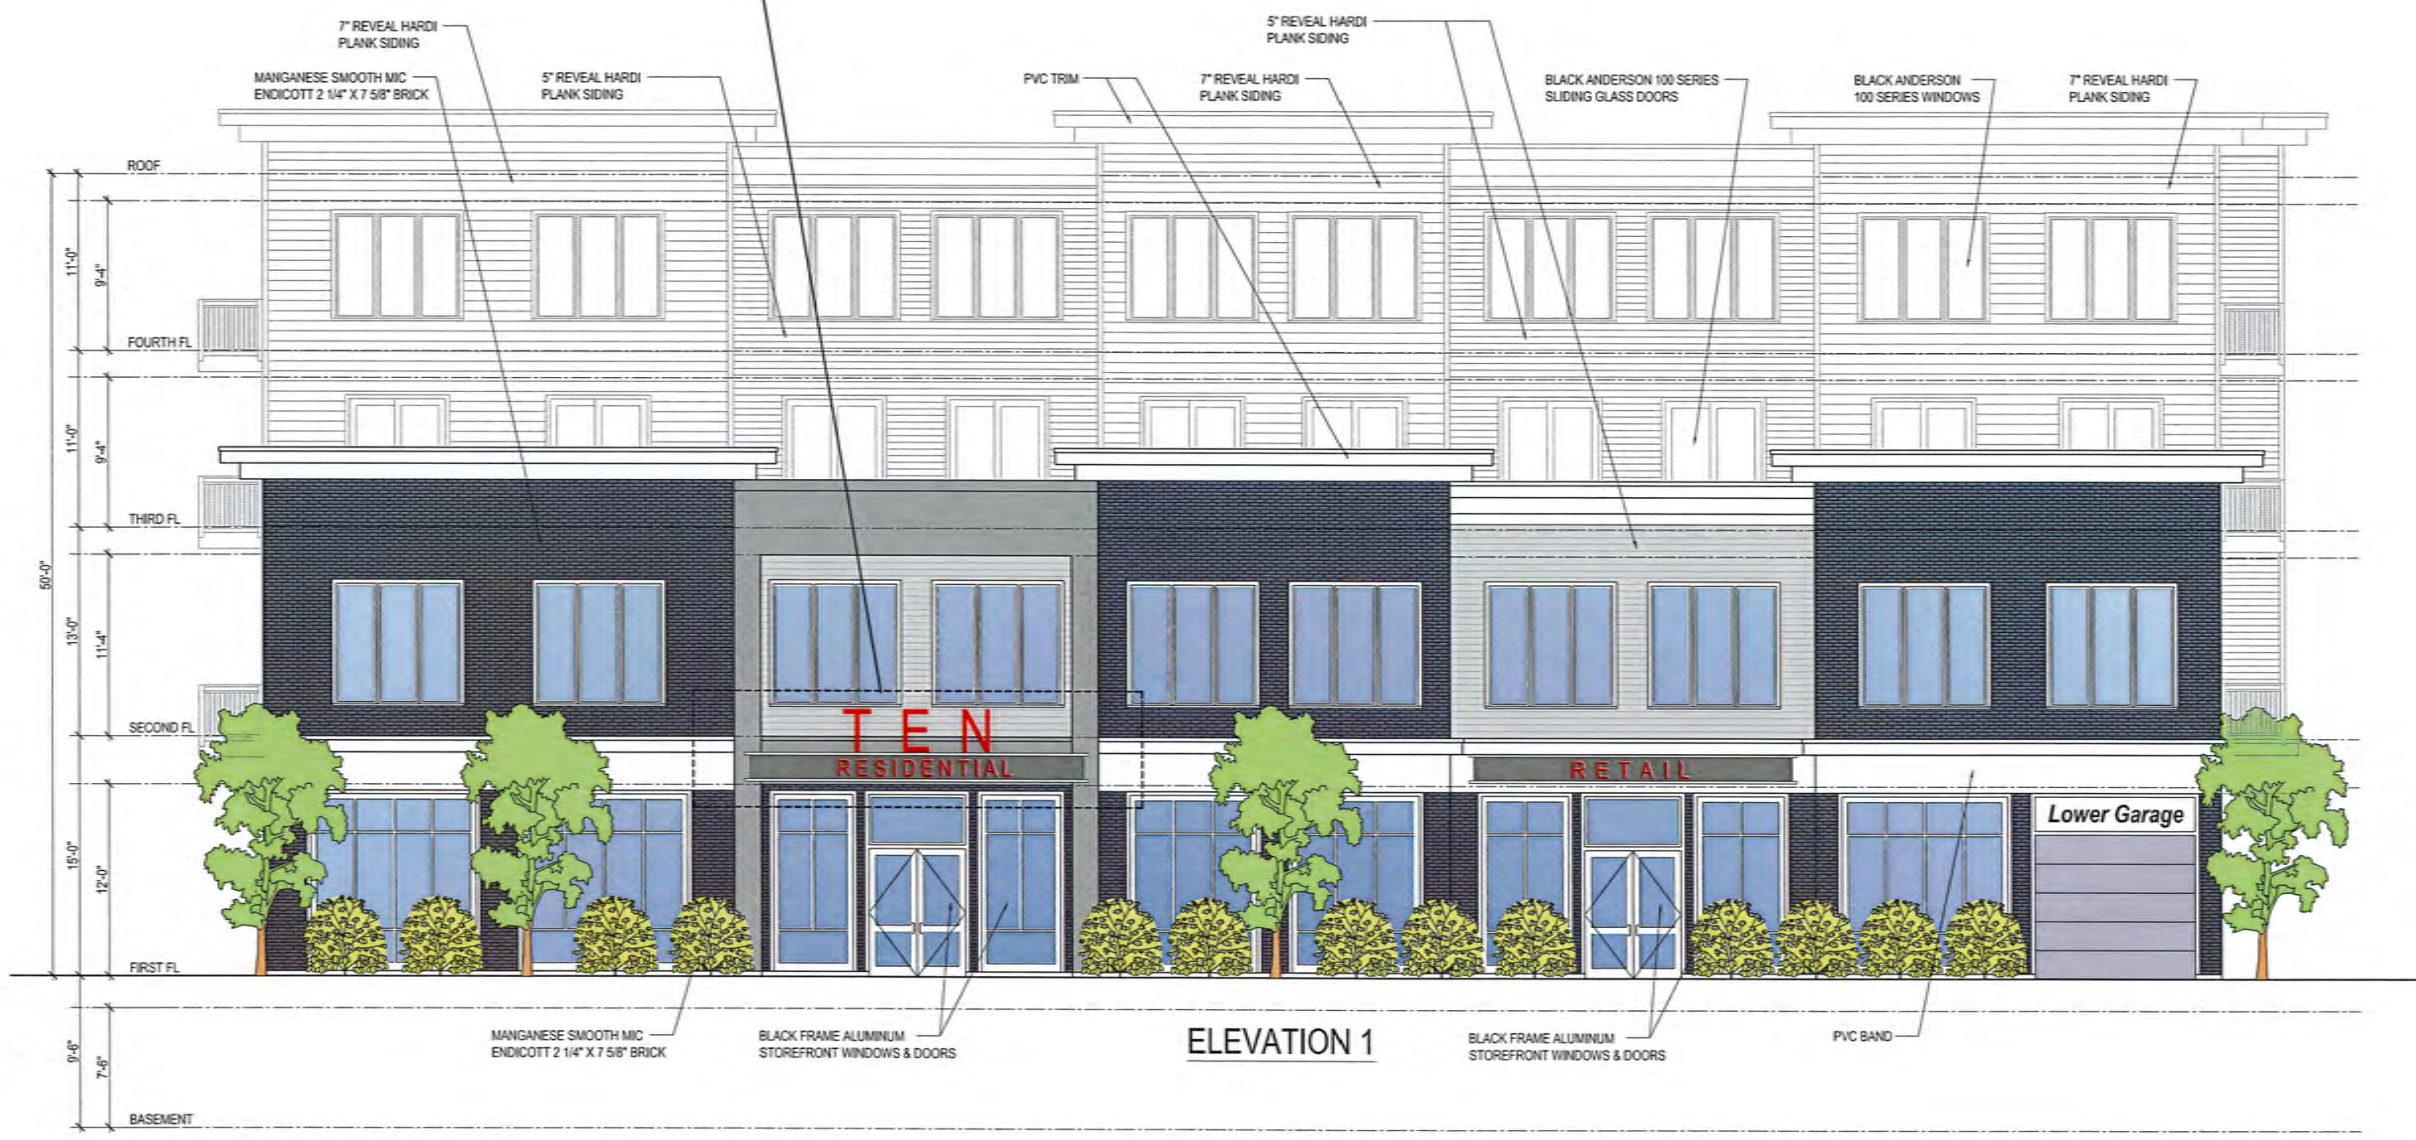 7" REVEAL HARDI
PLANK SIDING
5" REVEAL HARDI
PLANK SIDING
MANGANESE SMOOTH MIC
ENDICOTT 2 1/4" X 7 5/8" BRICK
5" REVEAL HARDI
PLANK SIDING
PVC TRIM
7" REVEAL HARDI
PLANK SIDING
BLACK ANDERSON 100 SERIES
SLIDING GLASS DOORS
BLACK ANDERSON
100 SERIES WINDOWS
7" REVEAL HARDI
PLANK SIDING
ROOF
11'-0"
9'-4"
FOURTH FL
11'-0"
9'-4"
THIRD FL
50'-0"
13'-0"
11'-4"
SECOND FL
TEN
RESIDENTIAL
RETAIL
Lower Garage
15'-0"
12'-0"
FIRST FL
MANGANESE SMOOTH MIC
ENDICOTT 2 1/4" X 7 5/8" BRICK
BLACK FRAME ALUMINUM
STOREFRONT WINDOWS & DOORS
ELEVATION 1
BLACK FRAME ALUMINUM
STOREFRONT WINDOWS & DOORS
PVC BAND
9'-6"
7'-6"
BASEMENT